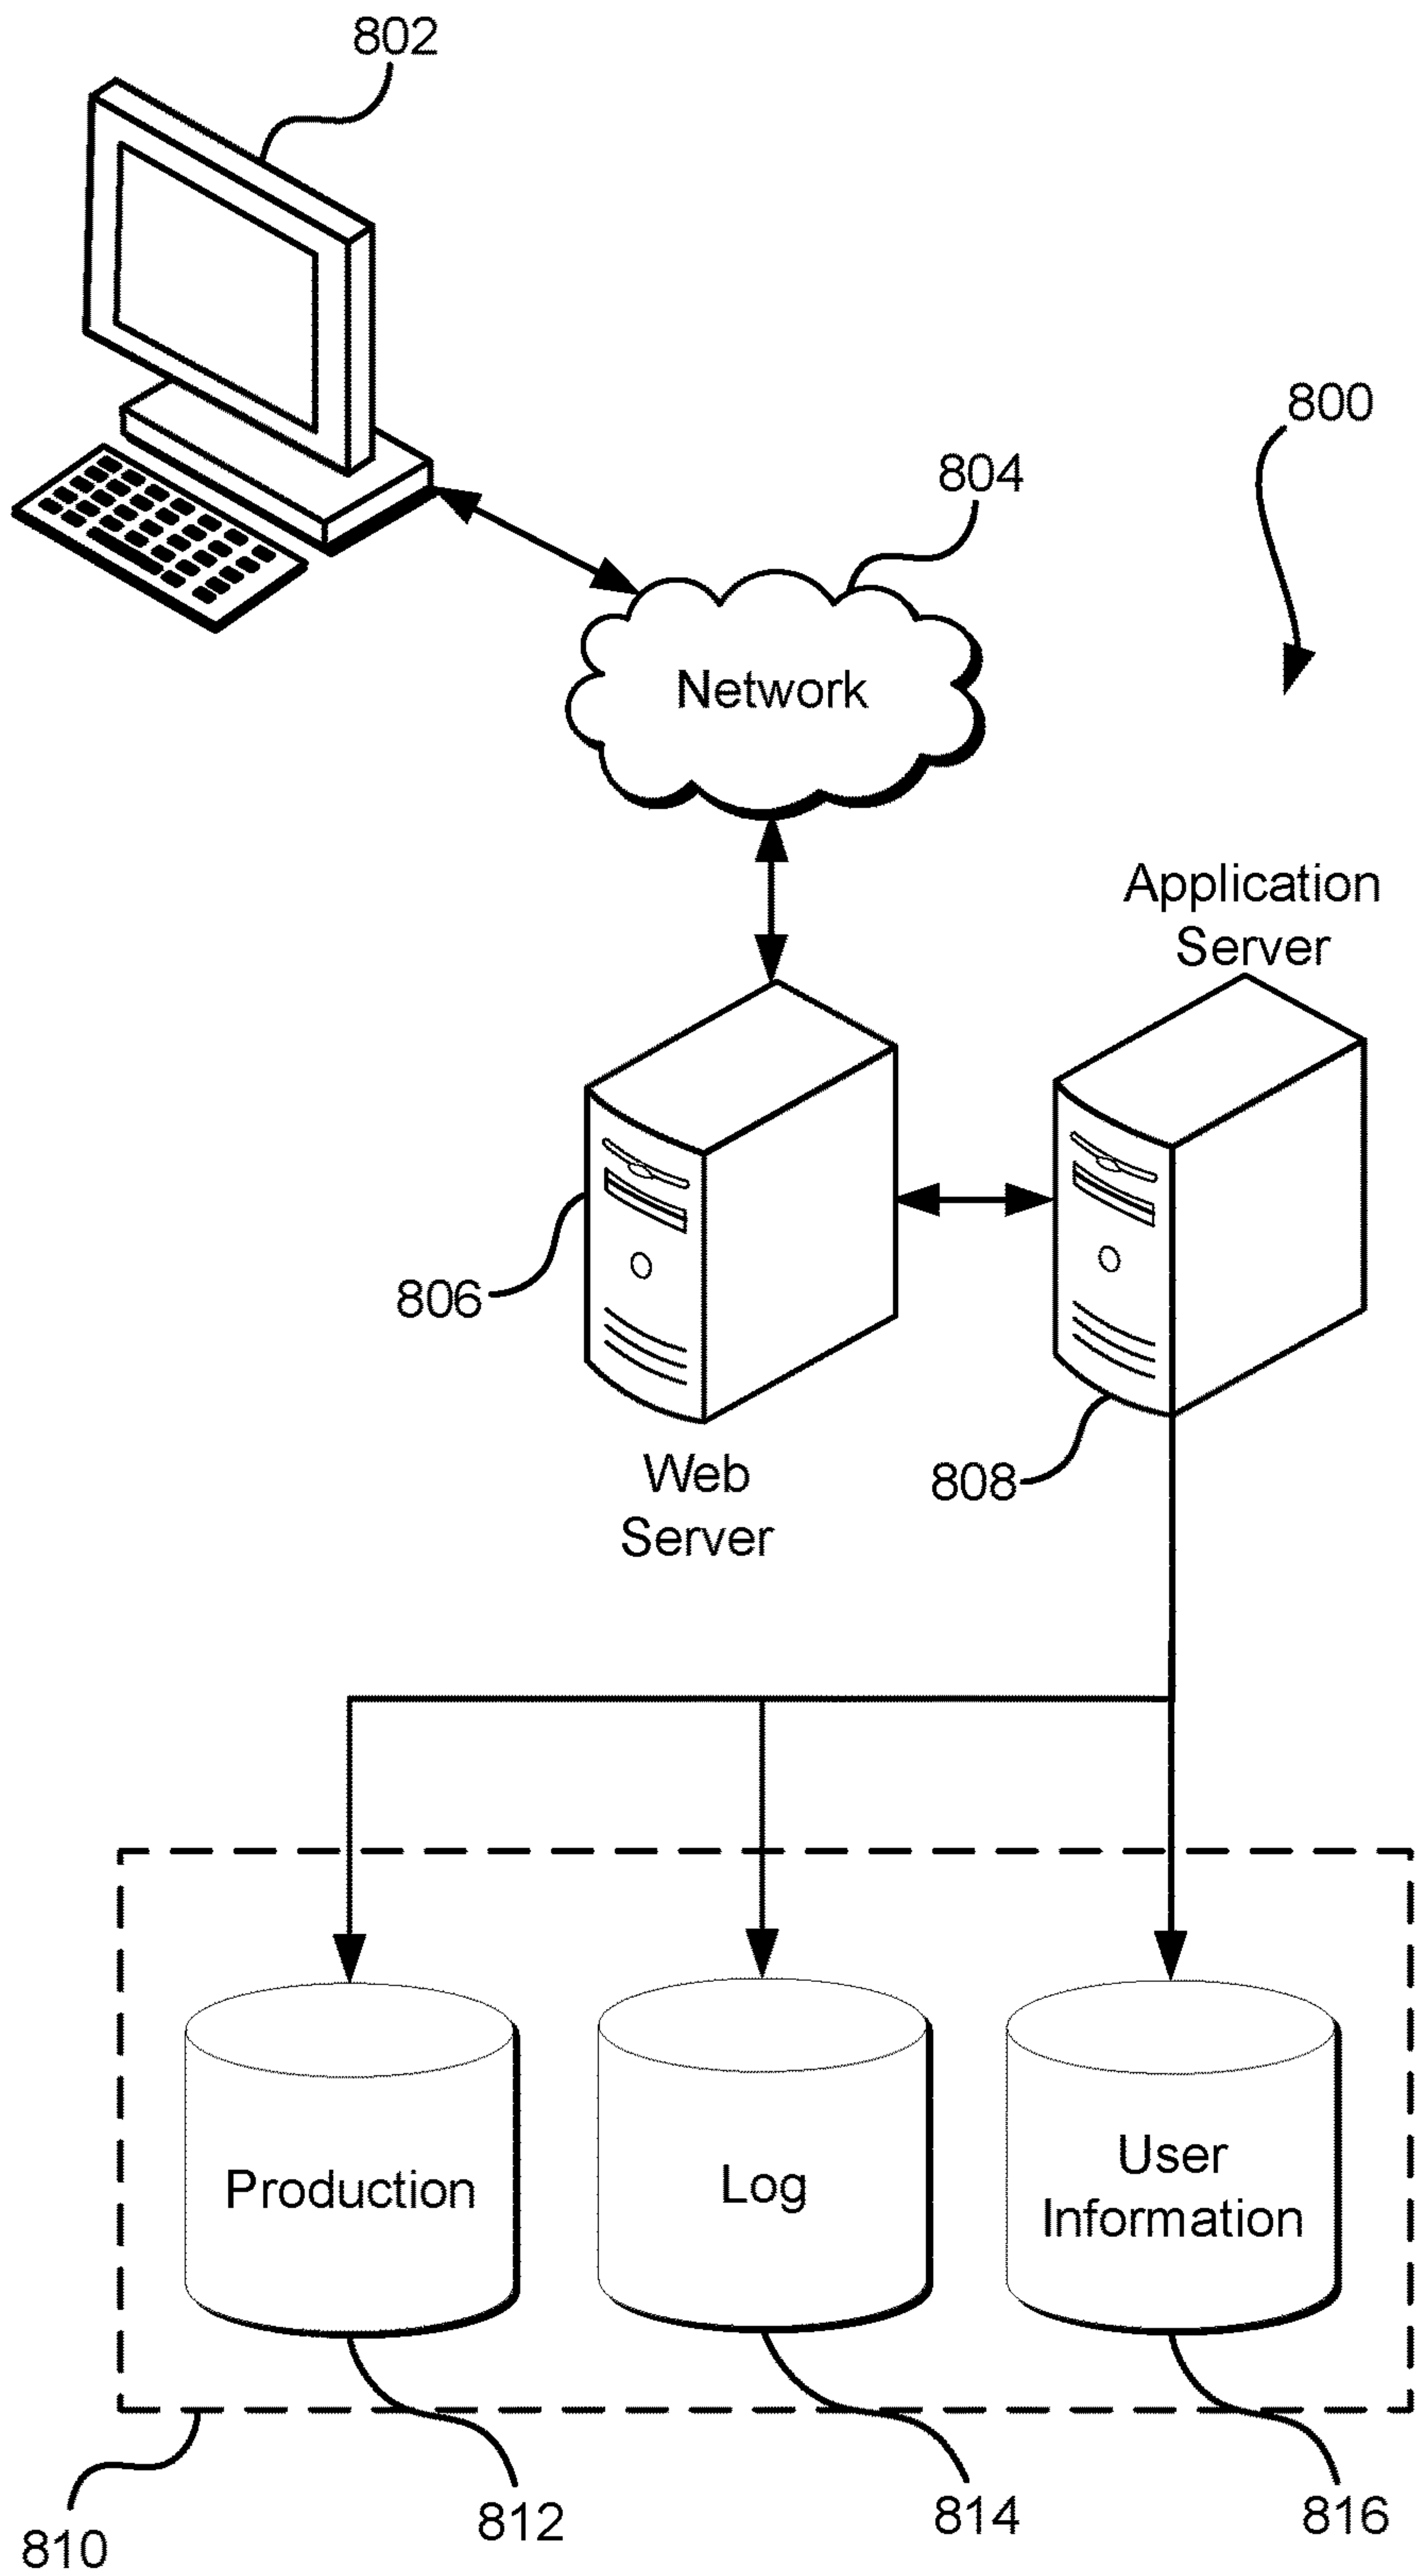 802
800
804
Network
Application
Server
806
808
Web
Server
Production
Log
User
Information
810
812
814
816